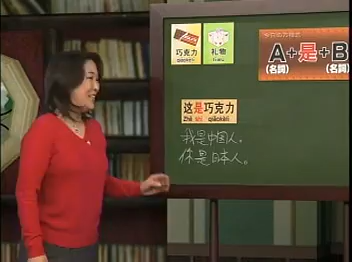 巧克力
qiǎokèlì
礼物
lǐwù
A+是+B
(名詞) (名詞)
这是巧克力
Zhè shì qiǎokèlì
我是中国人。
你是日本人。